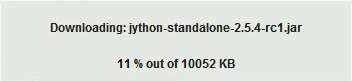 Downloading: jython-standalone-2.5.4-rc1.jar
11 % out of 10052 KB